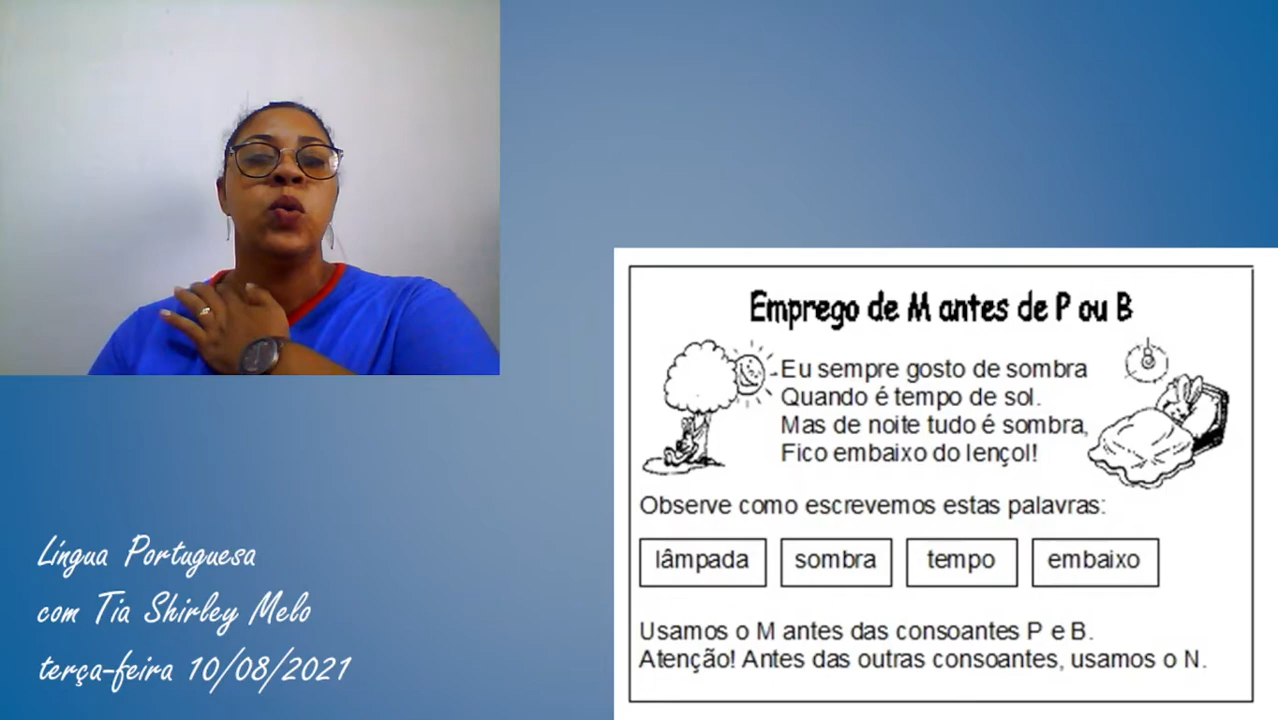 Língua Portuguesa
com Tia Shirley Melo
terça-feira 10/08/2021
Emprego de M antes de P ou B
Eu sempre gosto de sombra
Quando é tempo de sol.
Mas de noite tudo é sombra,
Fico embaixo do lençol!
Observe como escrevemos estas palavras:
lâmpada sombra tempo embaixo
Usamos o M antes das consoantes P e B.
Atenção! Antes das outras consoantes, usamos o N.